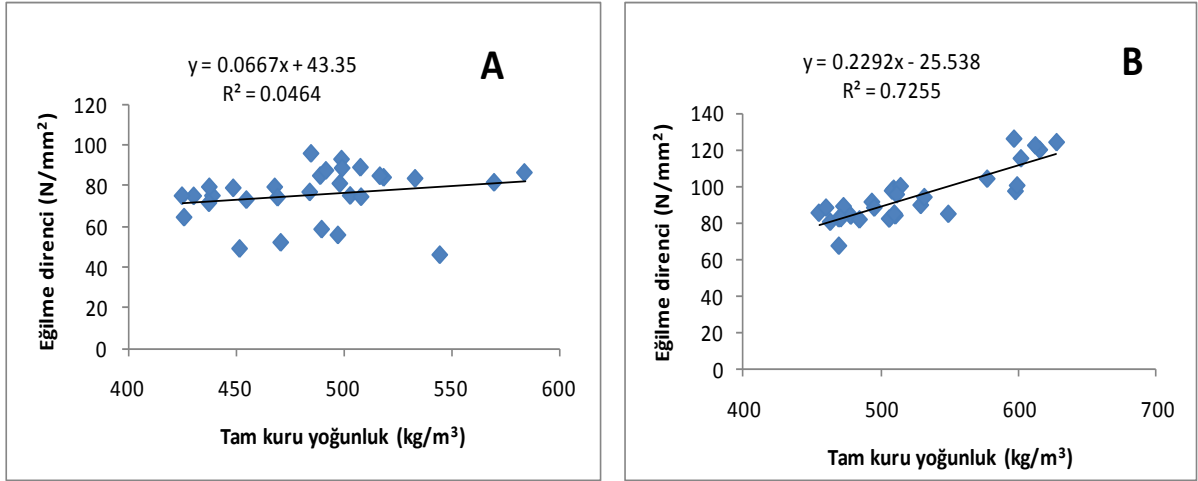 A
y = 0.0667x + 43.35
R² = 0.0464
Eğilme direnci (N/mm²)
120
100
80
60
40
20
0
400 450 500 550 600
Tam kuru yoğunluk (kg/m³)
B
y = 0.2292x - 25.538
R² = 0.7255
Eğilme direnci (N/mm²)
140
120
100
80
60
40
20
0
400 500 600 700
Tam kuru yoğunluk (kg/m³)